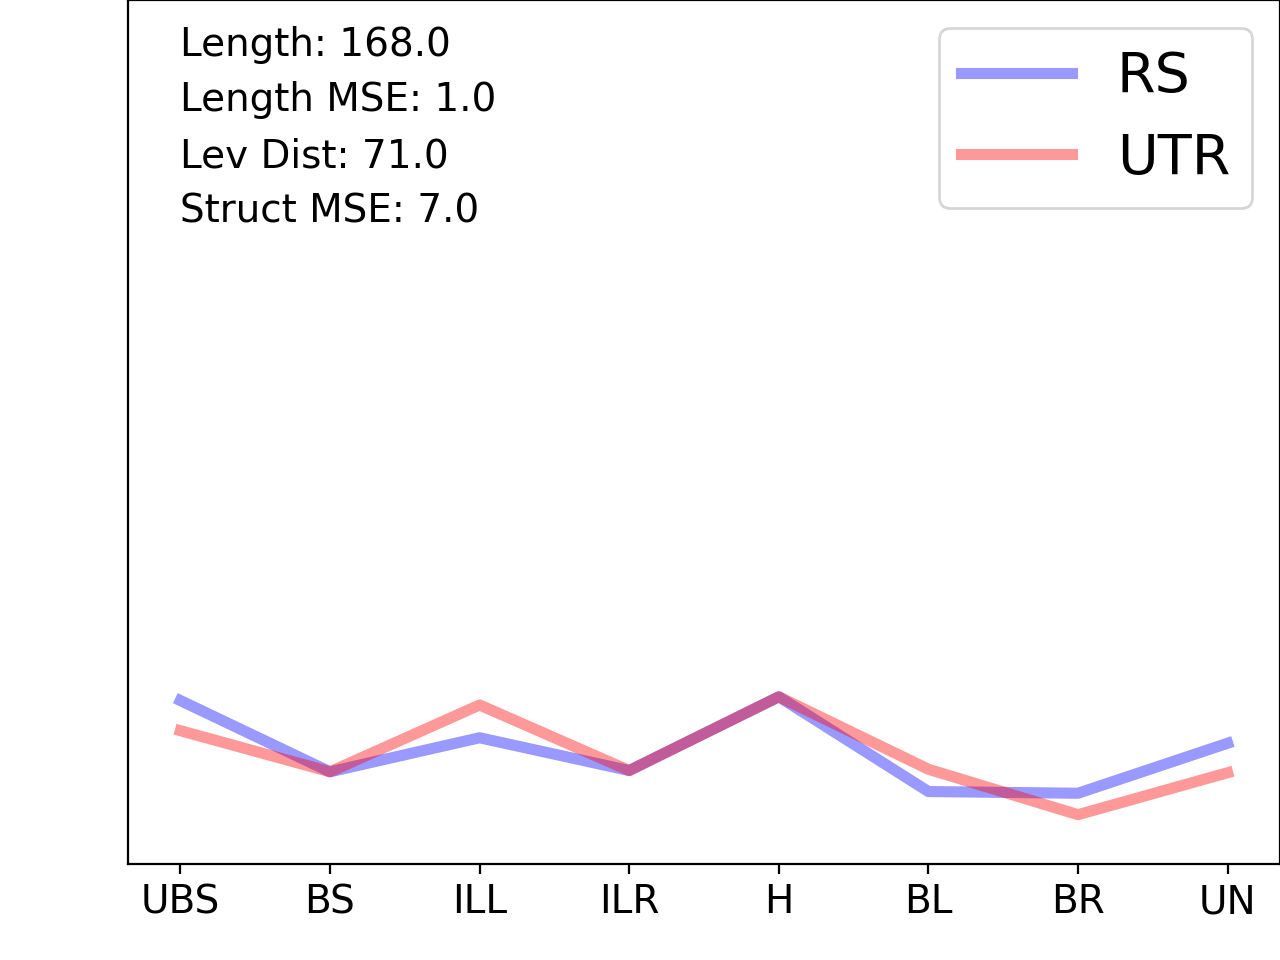 Length: 168.0
Length MSE: 1.0
Lev Dist: 71.0
Struct MSE: 7.0
RS
UTR
UBS BS ILL ILR H BL BR UN